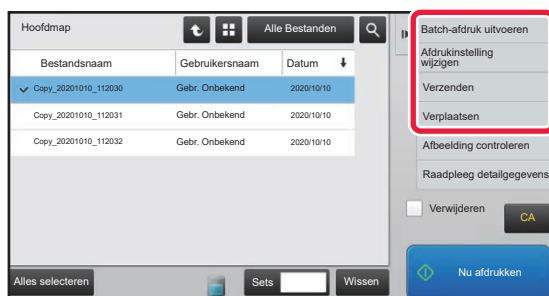 Hoofdmap
Alle Bestanden
Bestandsnaam Gebruikersnaam Datum
Copy_20201010_112030 Gebr. Onbekend 2020/10/10
Copy_20201010_112031 Gebr. Onbekend 2020/10/10
Copy_20201010_112032 Gebr. Onbekend 2020/10/10
Alles selecteren
Sets
Wissen
Batch-afdruk uitvoeren
Afdrukinstelling
wijzigen
Verzenden
Verplaatsen
Afbeelding controleren
Raadpleeg detailgegevens
Verwijderen
CA
Nu afdrukken